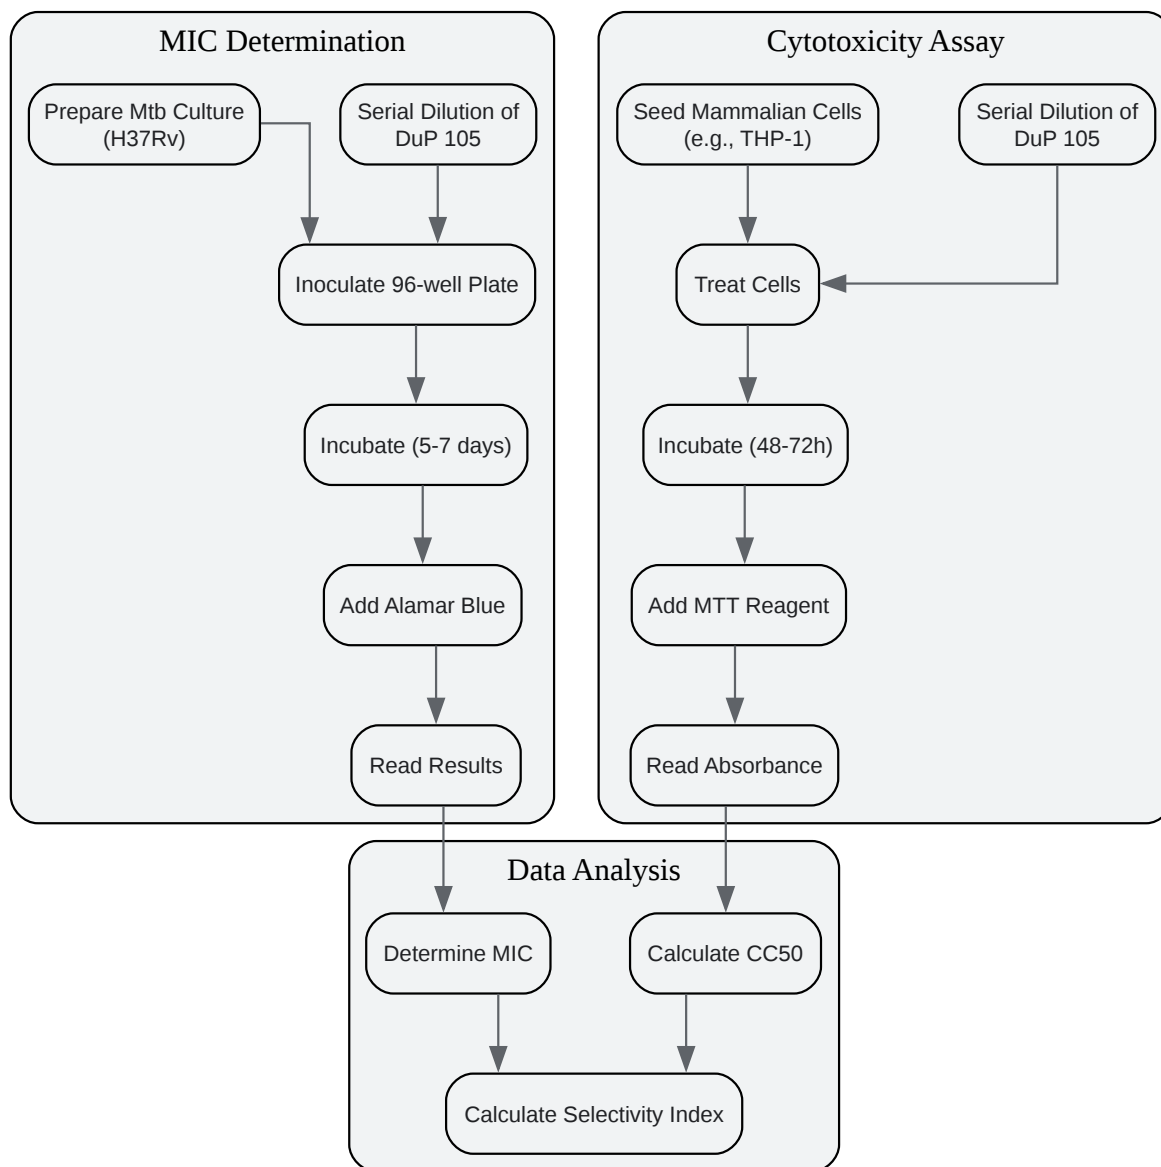 MIC Determination
Prepare Mtb Culture
(H37Rv)
Serial Dilution of
DuP 105
Inoculate 96-well Plate
Incubate (5-7 days)
Add Alamar Blue
Read Results
Cytotoxicity Assay
Seed Mammalian Cells
(e.g., THP-1)
Serial Dilution of
DuP 105
Treat Cells
Incubate (48-72h)
Add MTT Reagent
Read Absorbance
Data Analysis
Determine MIC
Calculate CC50
Calculate Selectivity Index